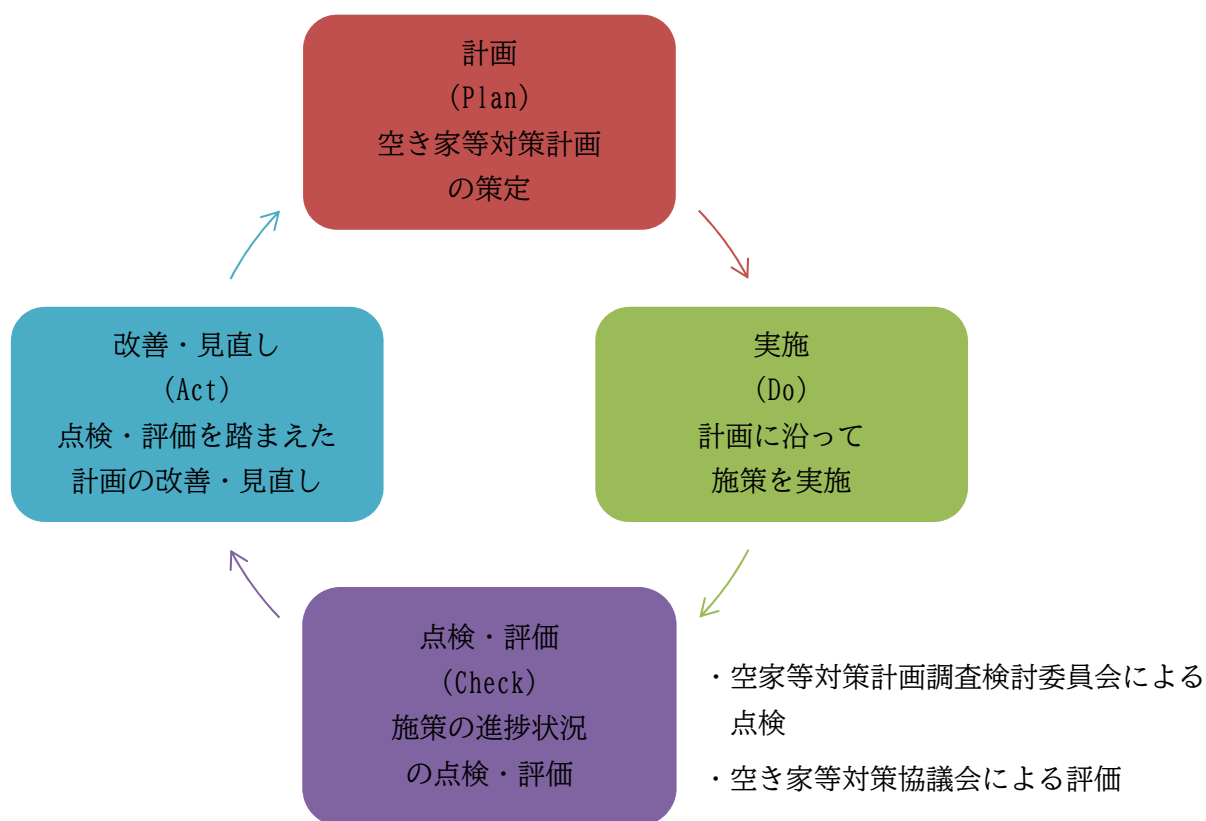 計画
(Plan)
空き家等対策計画
の策定
実施
(Do)
計画に沿って
施策を実施
点検・評価
(Check)
施策の進捗状況
の点検・評価
・空家等対策計画調査検討委員会による
点検
・空き家等対策協議会による評価
改善・見直し
(Act)
点検・評価を踏まえた
計画の改善・見直し